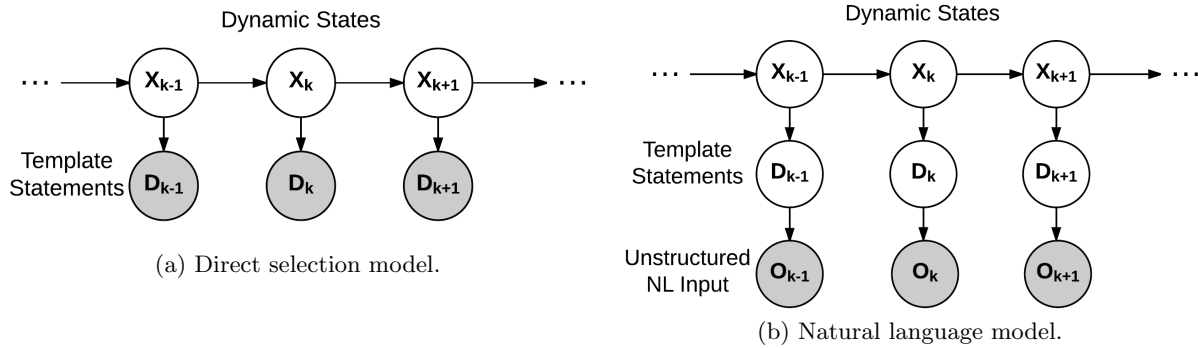 Dynamic States
··· X_{k-1} X_k X_{k+1} ···
Template
Statements
D_{k-1} D_k D_{k+1}
(a) Direct selection model.
Dynamic States
··· X_{k-1} X_k X_{k+1} ···
Template
Statements
D_{k-1} D_k D_{k+1}
Unstructured
NL Input
O_{k-1} O_k O_{k+1}
(b) Natural language model.